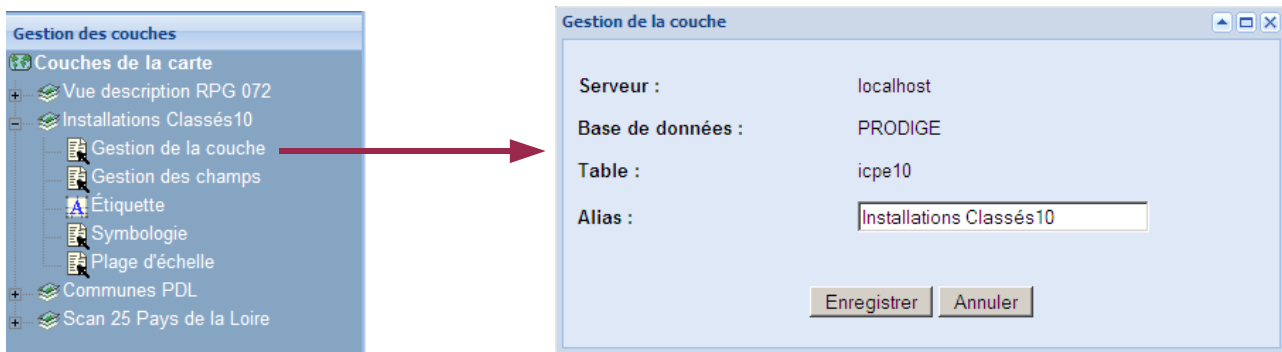 Gestion des couches
Couches de la carte
Vue description RPG 072
Installations Classés10
Gestion de la couche
Gestion des champs
A Étiquette
Symbologie
Plage d'échelle
Communes PDL
Scan 25 Pays de la Loire
Gestion de la couche
Serveur : localhost
Base de données : PRODIGE
Table : icpe10
Alias : Installations Classés10
Enregistrer Annuler